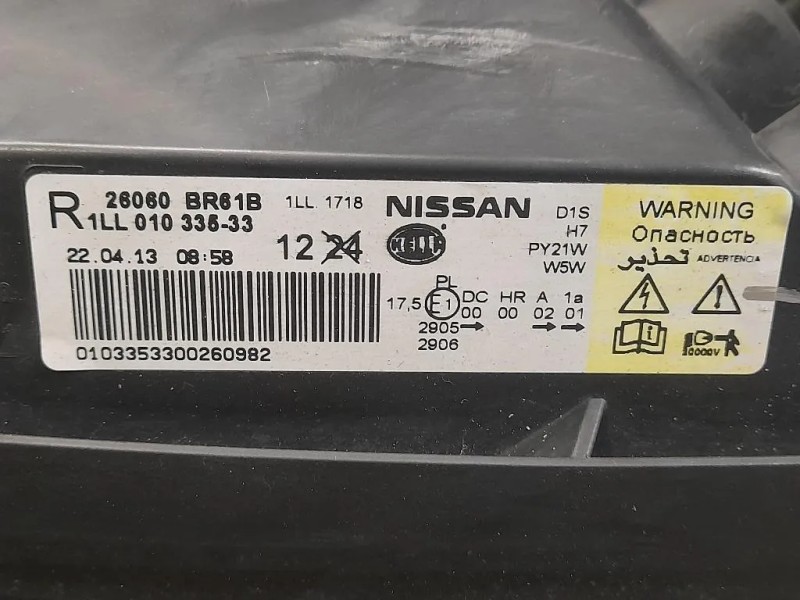 R 26060 BR61B 1LL 1718 NISSAN
1LL 010 335-33
22.04.13 08:58
12 24
HELLA
0103353300260982
D1S
H7
PY21W
W5W
PL
17,5 E1 DC HR A 1a
00 00 02 01
2905
2906
WARNING
Опасность
تحذير ADVERTENCIA
i
10000V